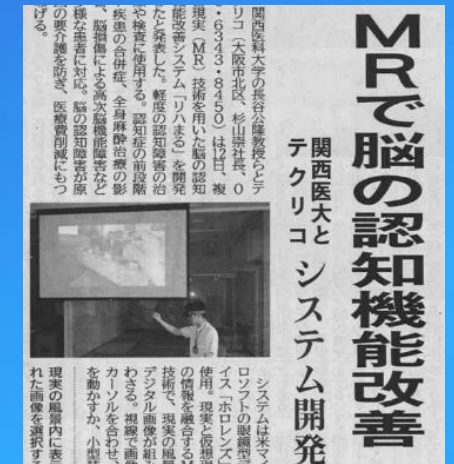 MRで脳の認知機能改善
関西医大と
テクリコ
システム開発
関西医科大学の長谷公隆教授らとテ
リコ（大阪市北区、杉山崇社長、0
・6343・8450）は12日、複
現実（MR）技術を用いた脳の認知
能改善システム「リハまる」を開発
たと発表した。軽度の認知障害の治
や検査に使用する。認知症の前段階
疾患の合併症、全身麻酔治療の影
、脳損傷による高次脳機能障害など
様な患者に対応。脳の認知障害が原
の要介護を防ぎ、医療費削減にもつ
げる。
システムは米マイ
ロソフトの眼鏡型
イス「ホロレンズ」
使用。現実と仮想現
の情報を融合するM
技術で、現実の風景
デジタル画像が組み
わさる。視線で画像
カーソルを合わせ、
を動かすか、小型
現実の風景内に表
れた画像を選択する